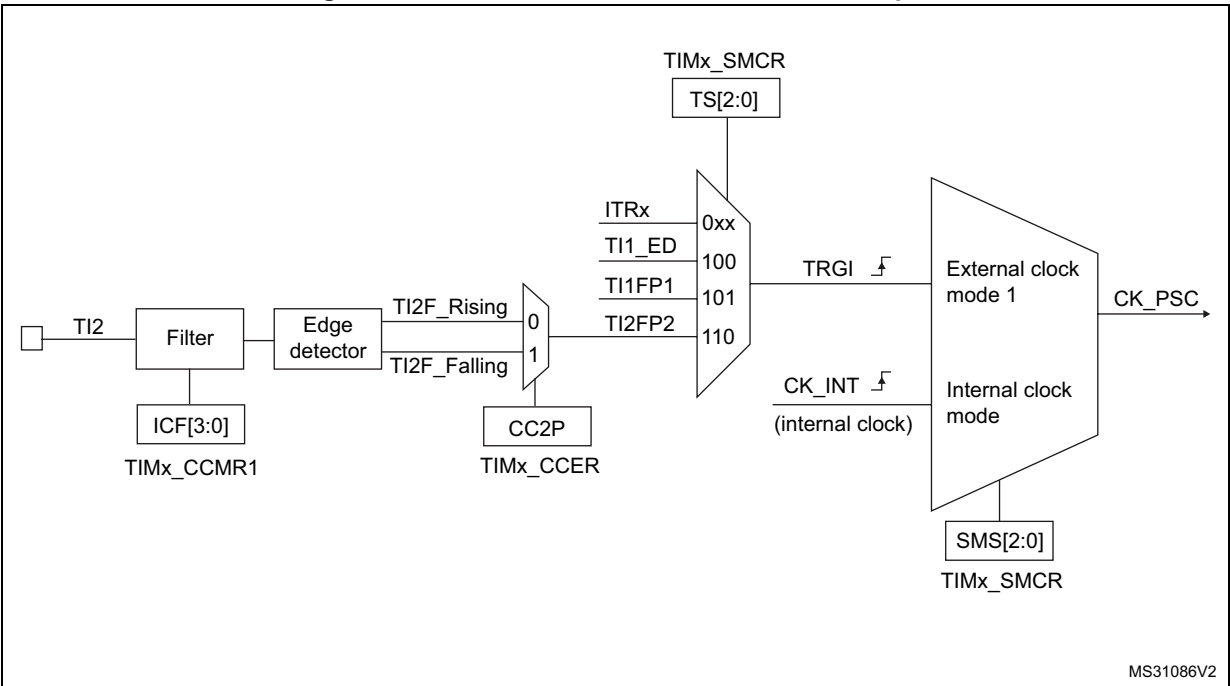 TIMx_SMCR
TS[2:0]
ITRx
0xx
TI1_ED
100
TI1FP1
101
TI2FP2
110
TRGI
External clock
mode 1
CK_PSC
TI2
Filter
Edge
detector
TI2F_Rising
0
TI2F_Falling
1
CK_INT
(internal clock)
Internal clock
mode
ICF[3:0]
TIMx_CCMR1
CC2P
TIMx_CCER
SMS[2:0]
TIMx_SMCR
MS31086V2